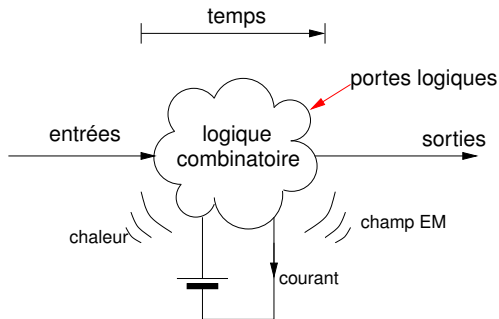 temps
portes logiques
entrées
logique
combinatoire
sorties
chaleur
champ EM
courant